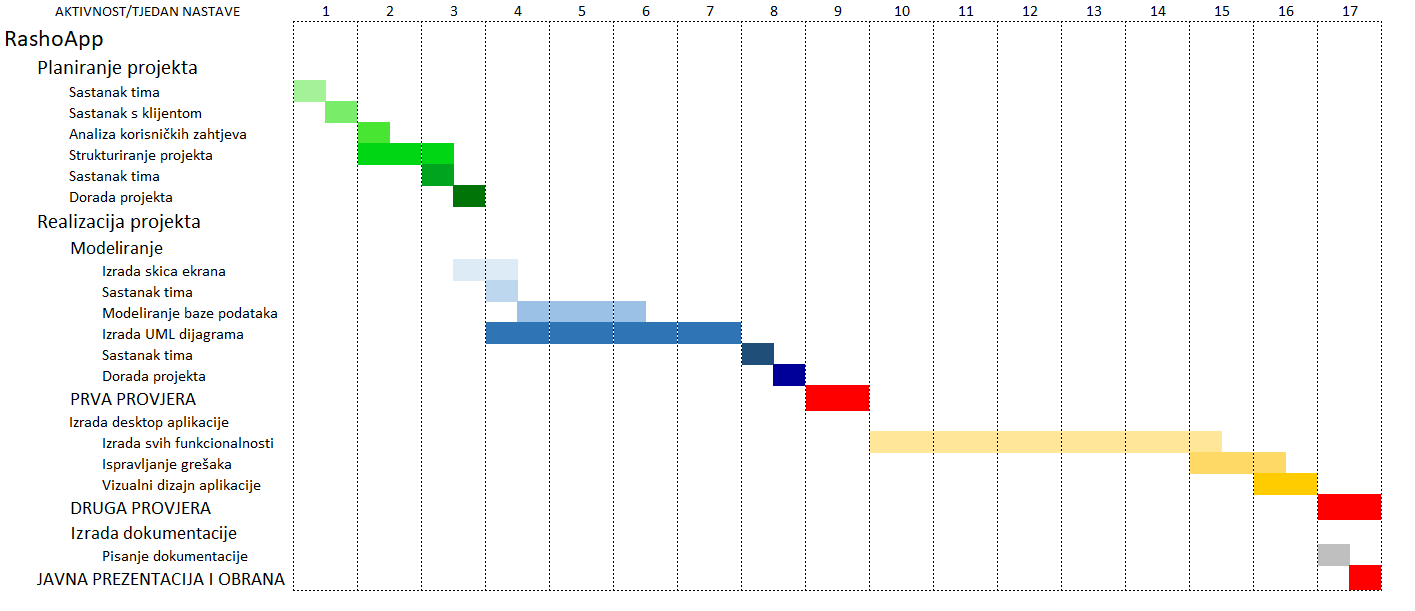 AKTIVNOST/TJEDAN NASTAVE 1 2 3 4 5 6 7 8 9 10 11 12 13 14 15 16 17
RashoApp
Planiranje projekta
Sastanak tima
Sastanak s klijentom
Analiza korisničkih zahtjeva
Strukturiranje projekta
Sastanak tima
Dorada projekta
Realizacija projekta
Modeliranje
Izrada skica ekrana
Sastanak tima
Modeliranje baze podataka
Izrada UML dijagrama
Sastanak tima
Dorada projekta
PRVA PROVJERA
Izrada desktop aplikacije
Izrada svih funkcionalnosti
Ispravljanje grešaka
Vizualni dizajn aplikacije
DRUGA PROVJERA
Izrada dokumentacije
Pisanje dokumentacije
JAVNA PREZENTACIJA I OBRANA